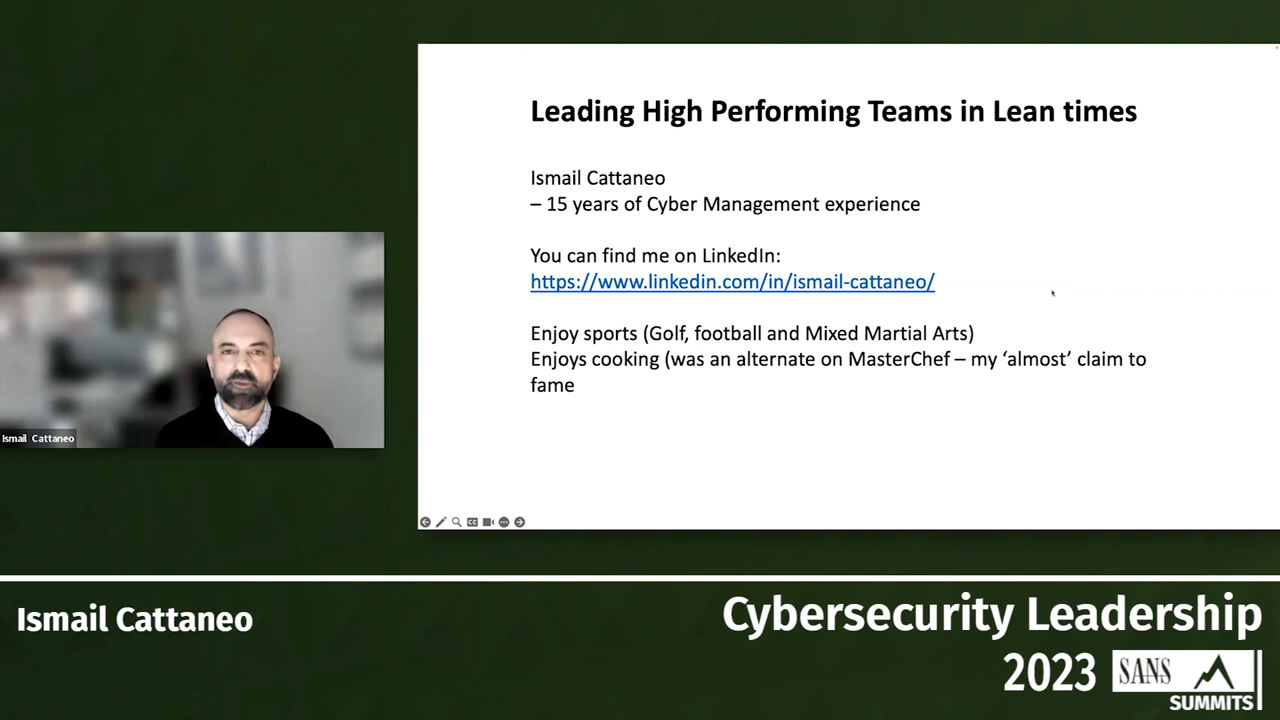 Leading High Performing Teams in Lean times
Ismail Cattaneo
– 15 years of Cyber Management experience
You can find me on LinkedIn:
https://www.linkedin.com/in/ismail-cattaneo/
Enjoy sports (Golf, football and Mixed Martial Arts)
Enjoys cooking (was an alternate on MasterChef – my ‘almost’ claim to
fame
Ismail Cattaneo
Ismail Cattaneo
Cybersecurity Leadership
2023
SANS
SUMMITS